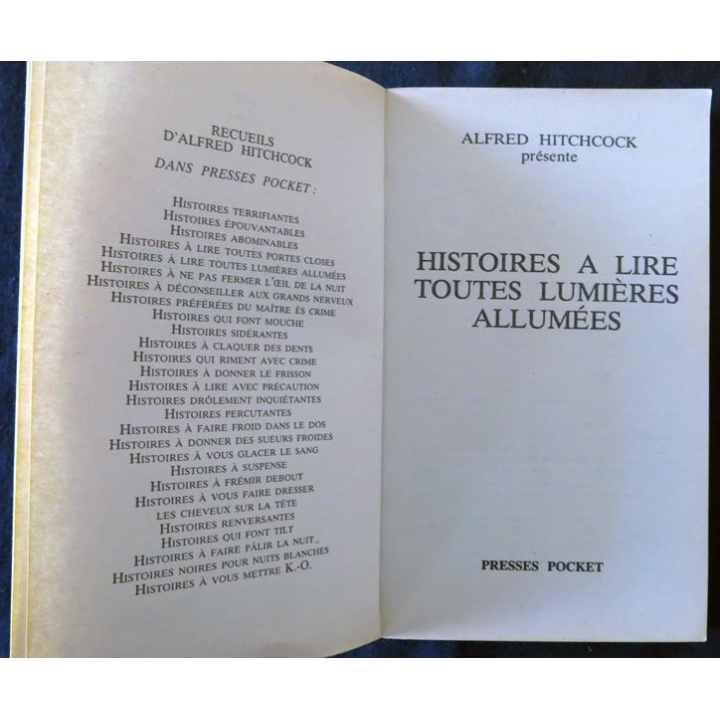 RECUEILS
D'ALFRED HITCHCOCK
DANS PRESSES POCKET :
HISTOIRES TERRIFIANTES
HISTOIRES ÉPOUVANTABLES
HISTOIRES ABOMINABLES
HISTOIRES À LIRE TOUTES PORTES CLOSES
HISTOIRES À LIRE TOUTES LUMIÈRES ALLUMÉES
HISTOIRES À NE PAS FERMER L'ŒIL DE LA NUIT
HISTOIRES À DÉCONSEILLER AUX GRANDS NERVEUX
HISTOIRES PRÉFÉRÉES DU MAÎTRE ÈS CRIME
HISTOIRES QUI FONT MOUCHE
HISTOIRES SIDÉRANTES
HISTOIRES À CLAQUER DES DENTS
HISTOIRES QUI RIMENT AVEC CRIME
HISTOIRES À DONNER LE FRISSON
HISTOIRES À LIRE AVEC PRÉCAUTION
HISTOIRES DRÔLEMENT INQUIÉTANTES
HISTOIRES PERCUTANTES
HISTOIRES À FAIRE FROID DANS LE DOS
HISTOIRES À DONNER DES SUEURS FROIDES
HISTOIRES À VOUS GLACER LE SANG
HISTOIRES À SUSPENSE
HISTOIRES À FRÉMIR DEBOUT
HISTOIRES À VOUS FAIRE DRESSER
LES CHEVEUX SUR LA TÊTE
HISTOIRES RENVERSANTES
HISTOIRES QUI FONT TILT
HISTOIRES À FAIRE PÂLIR LA NUIT..
HISTOIRES NOIRES POUR NUITS BLANCHES
HISTOIRES À VOUS METTRE K.-O.
ALFRED HITCHCOCK
présente
HISTOIRES A LIRE
TOUTES LUMIÈRES
ALLUMÉES
PRESSES POCKET